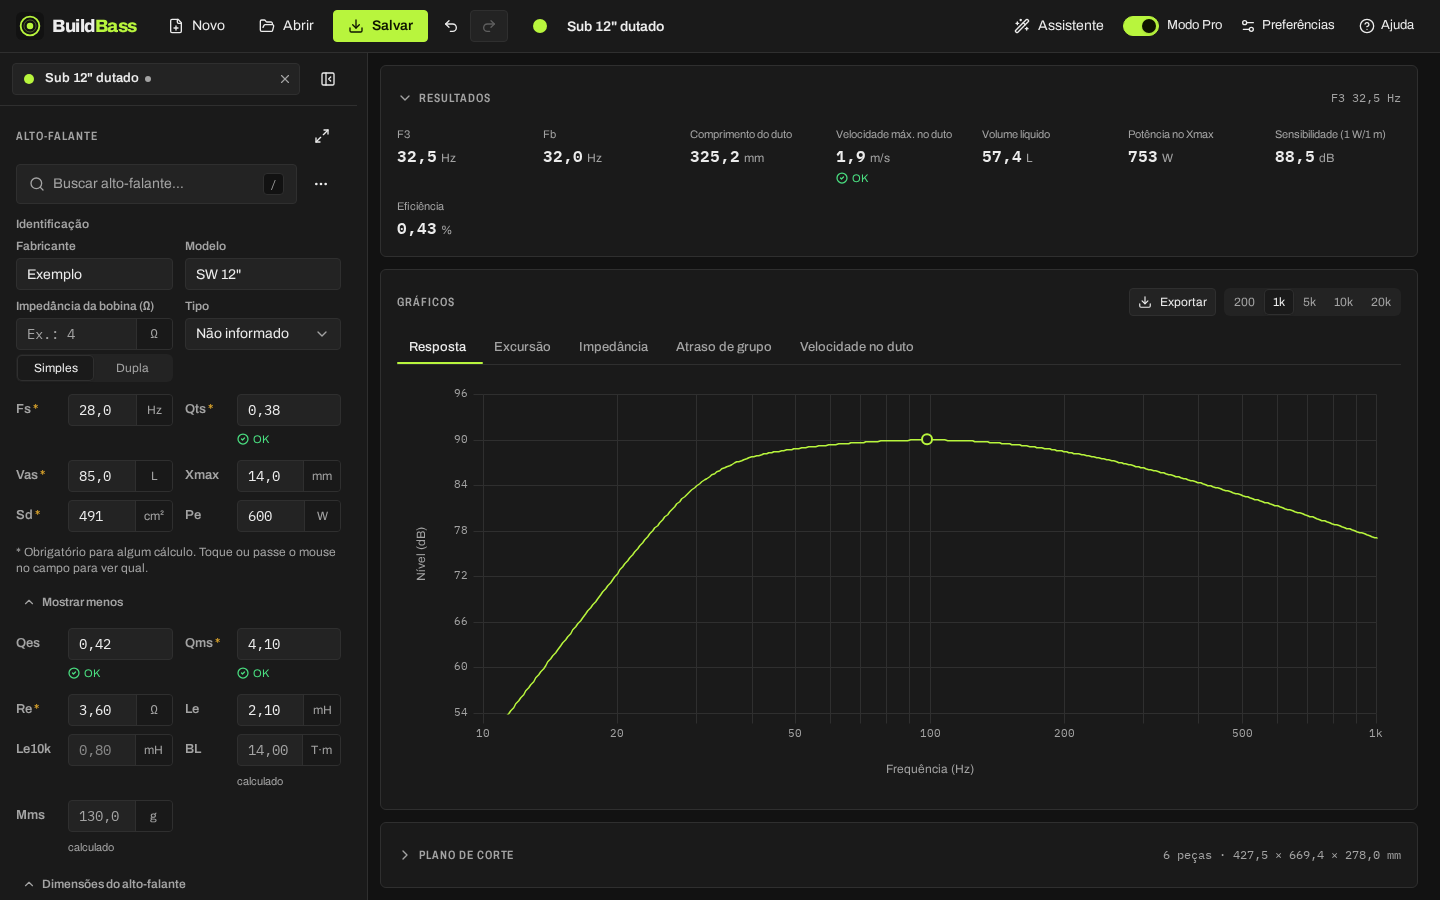 BuildBass Novo Abrir Salvar Sub 12" dutado Assistente Modo Pro Preferências Ajuda
Sub 12" dutado
ALTO-FALANTE
Buscar alto-falante... /
Identificação
Fabricante Modelo
Exemplo SW 12"
Impedância da bobina (Ω) Tipo
Ex.: 4 Ω Não informado
Simples Dupla
Fs* 28,0 Hz Qts* 0,38
OK
Vas* 85,0 L Xmax 14,0 mm
Sd* 491 cm² Pe 600 W
* Obrigatório para algum cálculo. Toque ou passe o mouse
no campo para ver qual.
Mostrar menos
Qes 0,42 Qms* 4,10
OK OK
Re* 3,60 Ω Le 2,10 mH
Le10k 0,80 mH BL 14,00 T·m
calculado
Mms 130,0 g
calculado
Dimensões do alto-falante
RESULTADOS F3 32,5 Hz
F3 Fb Comprimento do duto Velocidade máx. no duto Volume líquido Potência no Xmax Sensibilidade (1 W/1 m)
32,5 Hz 32,0 Hz 325,2 mm 1,9 m/s 57,4 L 753 W 88,5 dB
OK
Eficiência
0,43 %
GRÁFICOS Exportar 200 1k 5k 10k 20k
Resposta Excursão Impedância Atraso de grupo Velocidade no duto
96
90
84
78
72
66
60
54
Nível (dB)
10 20 50 100 200 500 1k
Frequência (Hz)
PLANO DE CORTE 6 peças · 427,5 × 669,4 × 278,0 mm